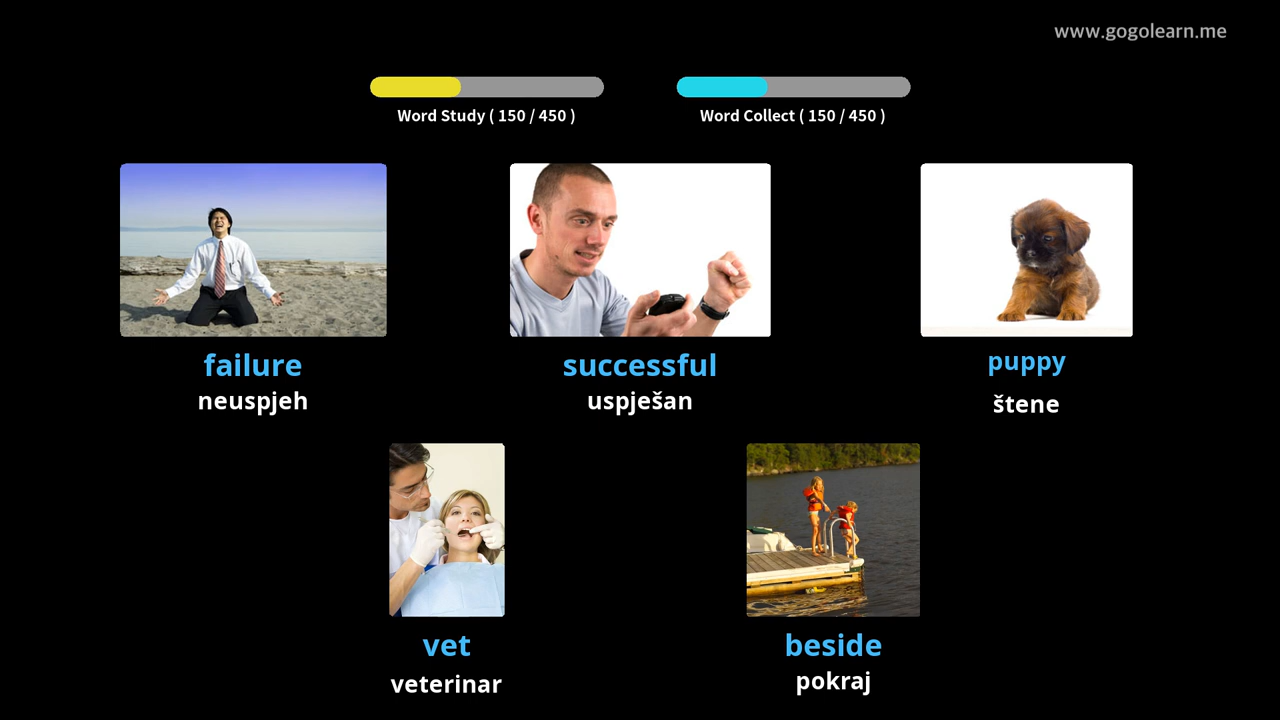 www.gogolearn.me
Word Study ( 150 / 450 )
Word Collect ( 150 / 450 )
failure
neuspjeh
successful
uspješan
puppy
štene
vet
veterinar
beside
pokraj